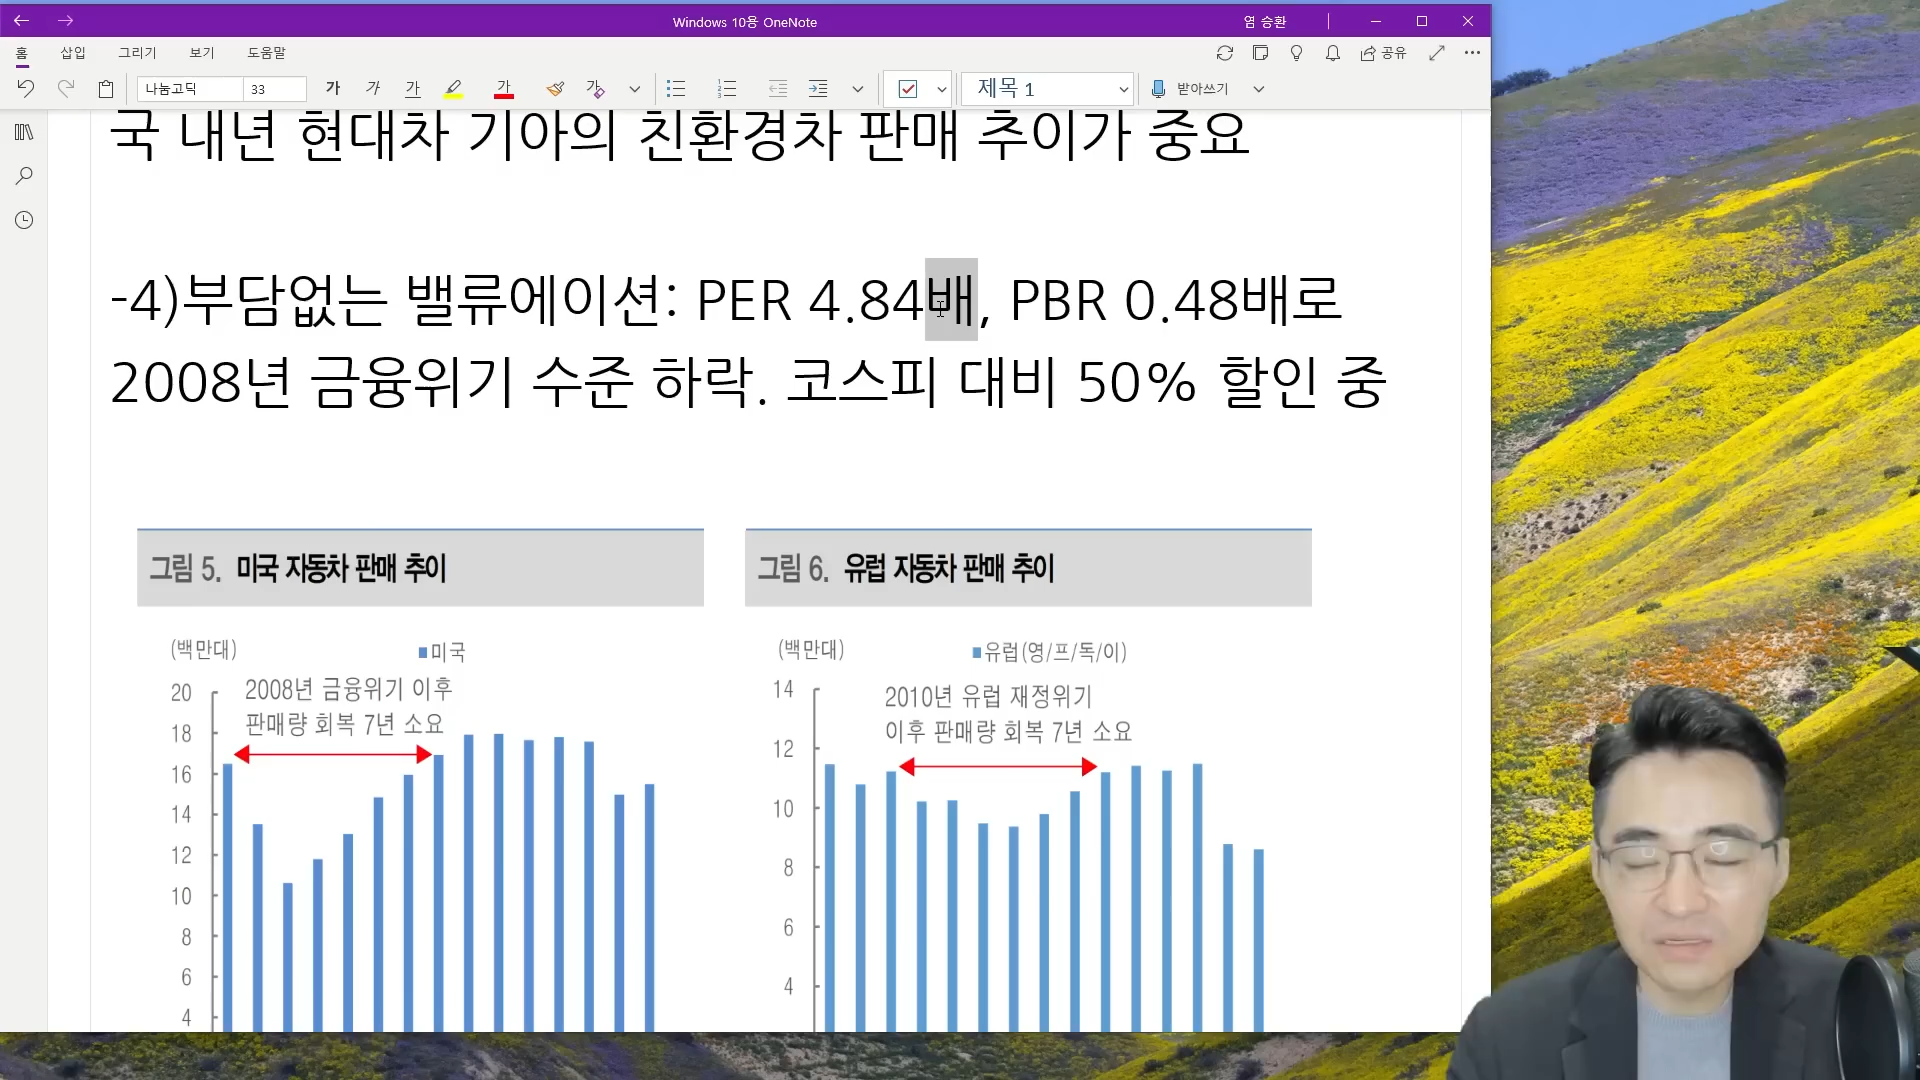 Windows 10용 OneNote
염 승환
홈 삽입 그리기 보기 도움말
공유
나눔고딕 33 가 가 가 가 가 제목 1 받아쓰기
국 내년 현대차 기아의 친환경차 판매 추이가 중요
-4)부담없는 밸류에이션: PER 4.84배, PBR 0.48배로
2008년 금융위기 수준 하락. 코스피 대비 50% 할인 중
그림 5. 미국 자동차 판매 추이
(백만대)
미국
2008년 금융위기 이후
판매량 회복 7년 소요
20
18
16
14
12
10
8
6
4
그림 6. 유럽 자동차 판매 추이
(백만대)
유럽(영/프/독/이)
2010년 유럽 재정위기
이후 판매량 회복 7년 소요
14
12
10
8
6
4